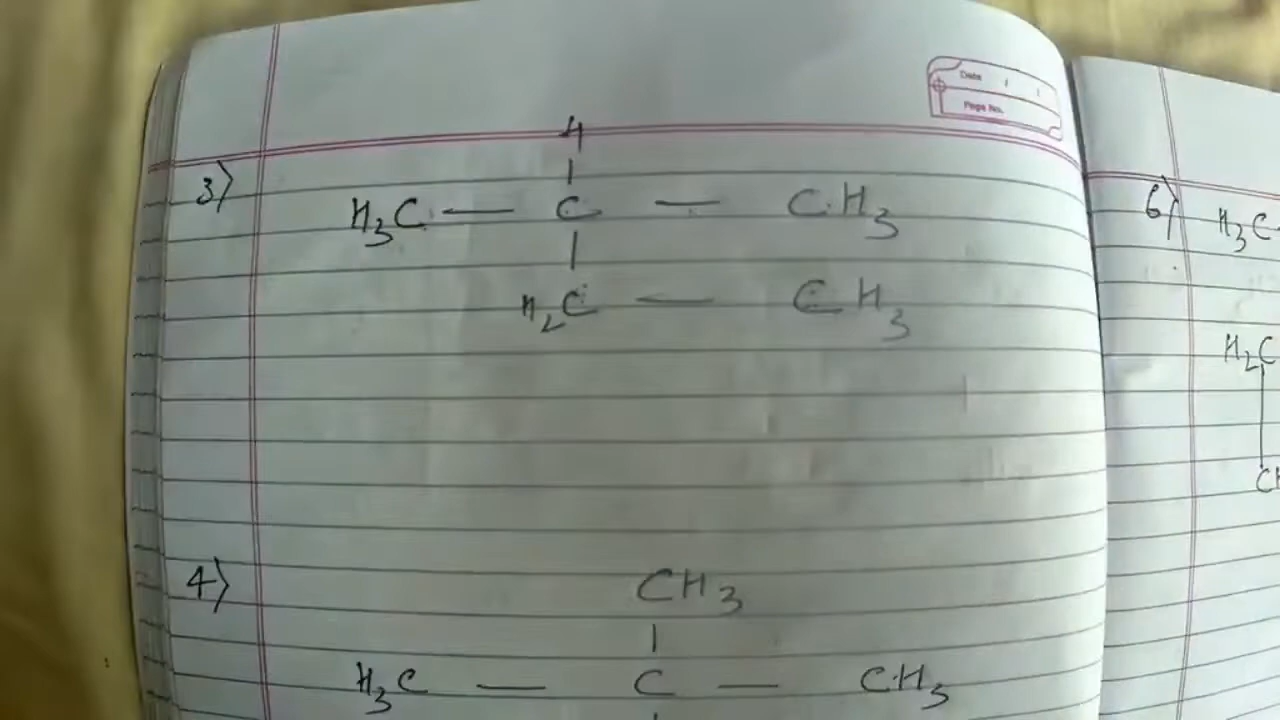 Date / /
Page No.
3)
H
|
H₃C — C — CH₃
|
H₂C — CH₃
4)
CH₃
|
H₃C — C — CH₃
|
6) H₃C -
H₂C
|